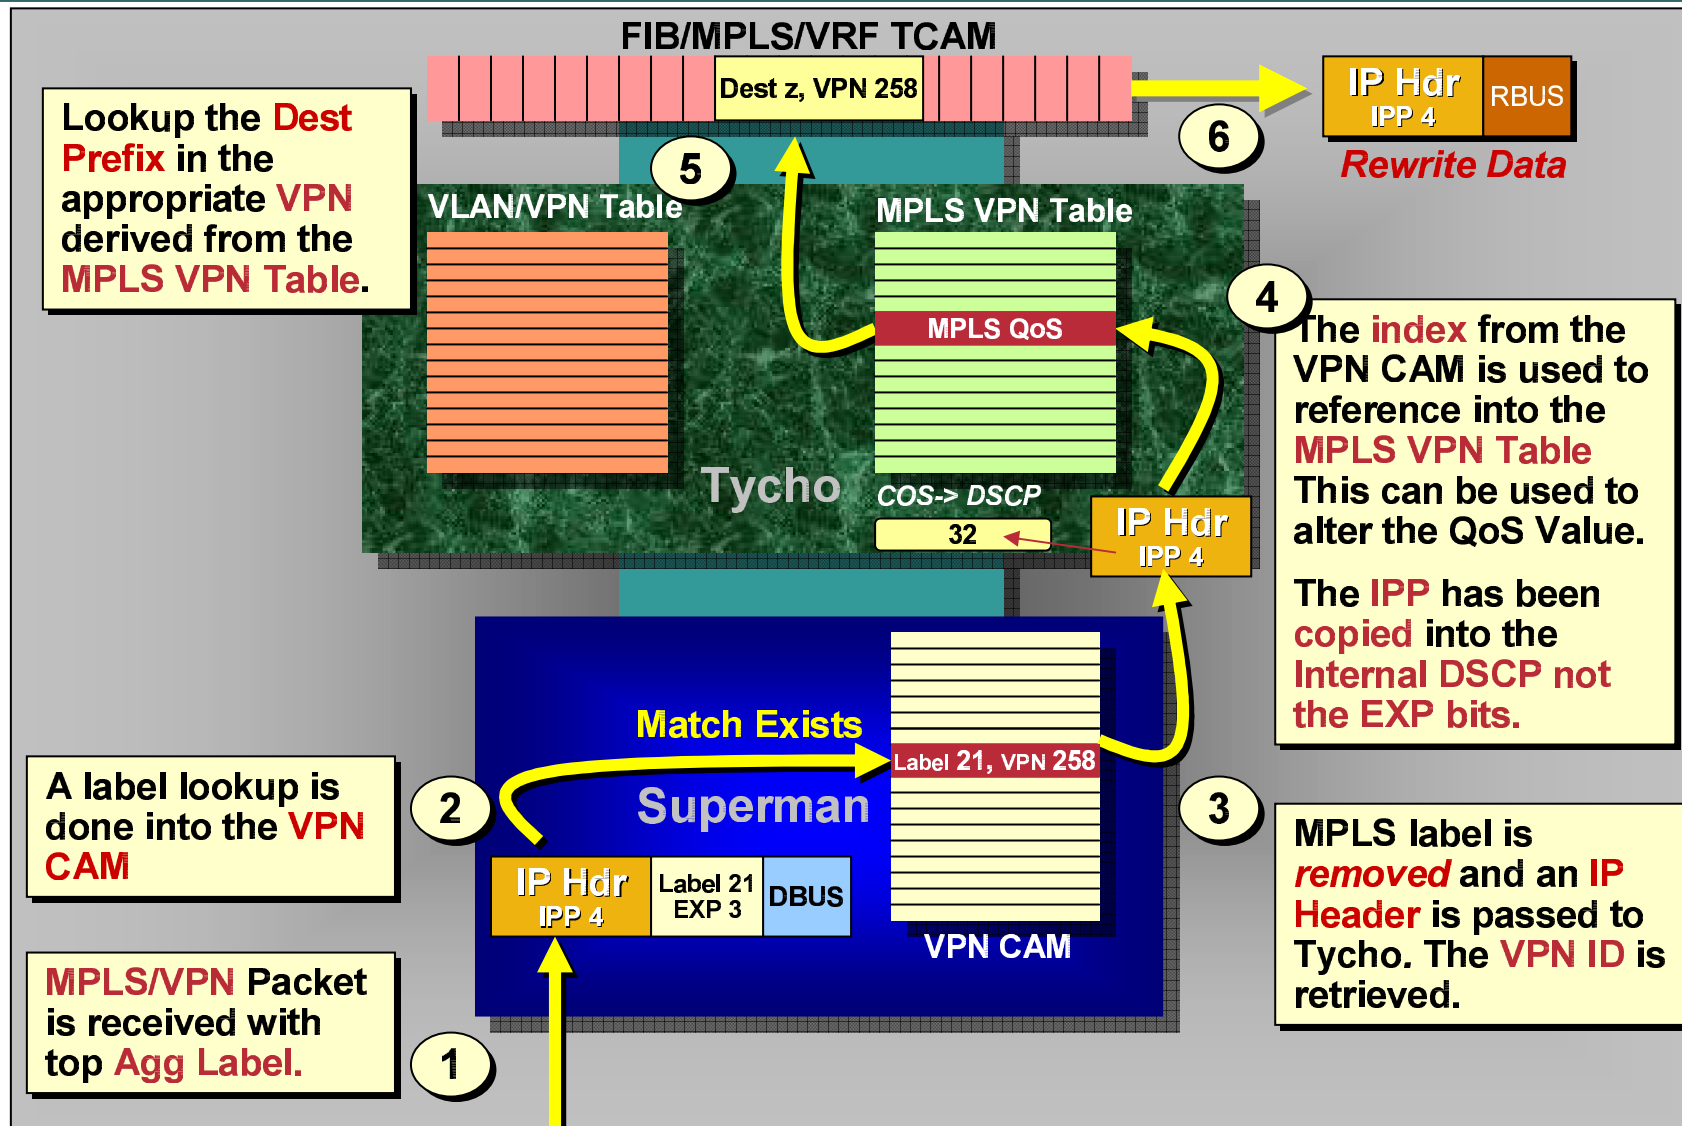 FIB/MPLS/VRF TCAM
Dest z, VPN 258
IP Hdr
IPP 4
RBUS
Rewrite Data
6
Lookup the Dest
Prefix in the
appropriate VPN
derived from the
MPLS VPN Table.
5
VLAN/VPN Table
MPLS VPN Table
MPLS QoS
4
The index from the
VPN CAM is used to
reference into the
MPLS VPN Table
This can be used to
alter the QoS Value.
The IPP has been
copied into the
Internal DSCP not
the EXP bits.
Tycho
COS-> DSCP
32
IP Hdr
IPP 4
Match Exists
Label 21, VPN 258
Superman
A label lookup is
done into the VPN
CAM
2
3
IP Hdr
IPP 4
Label 21
EXP 3
DBUS
VPN CAM
MPLS label is
removed and an IP
Header is passed to
Tycho. The VPN ID is
retrieved.
MPLS/VPN Packet
is received with
top Agg Label.
1